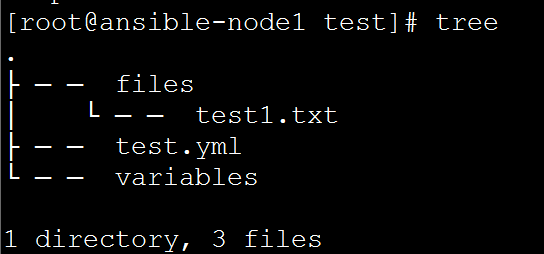 [root@ansible-node1 test]# tree
.
├── files
│   └── test1.txt
├── test.yml
└── variables
1 directory, 3 files